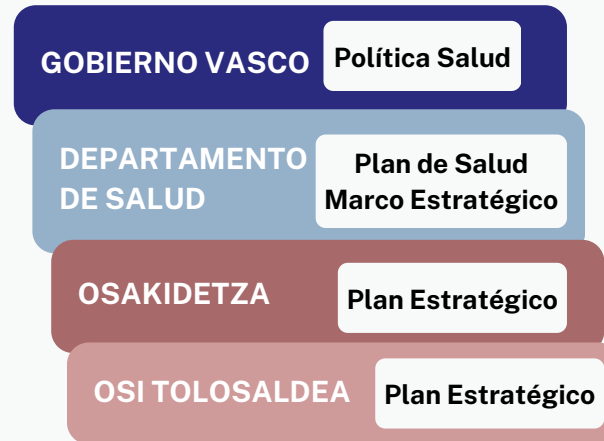 GOBIERNO VASCO
Política Salud
DEPARTAMENTO
DE SALUD
Plan de Salud
Marco Estratégico
OSAKIDETZA
Plan Estratégico
OSI TOLOSALDEA
Plan Estratégico